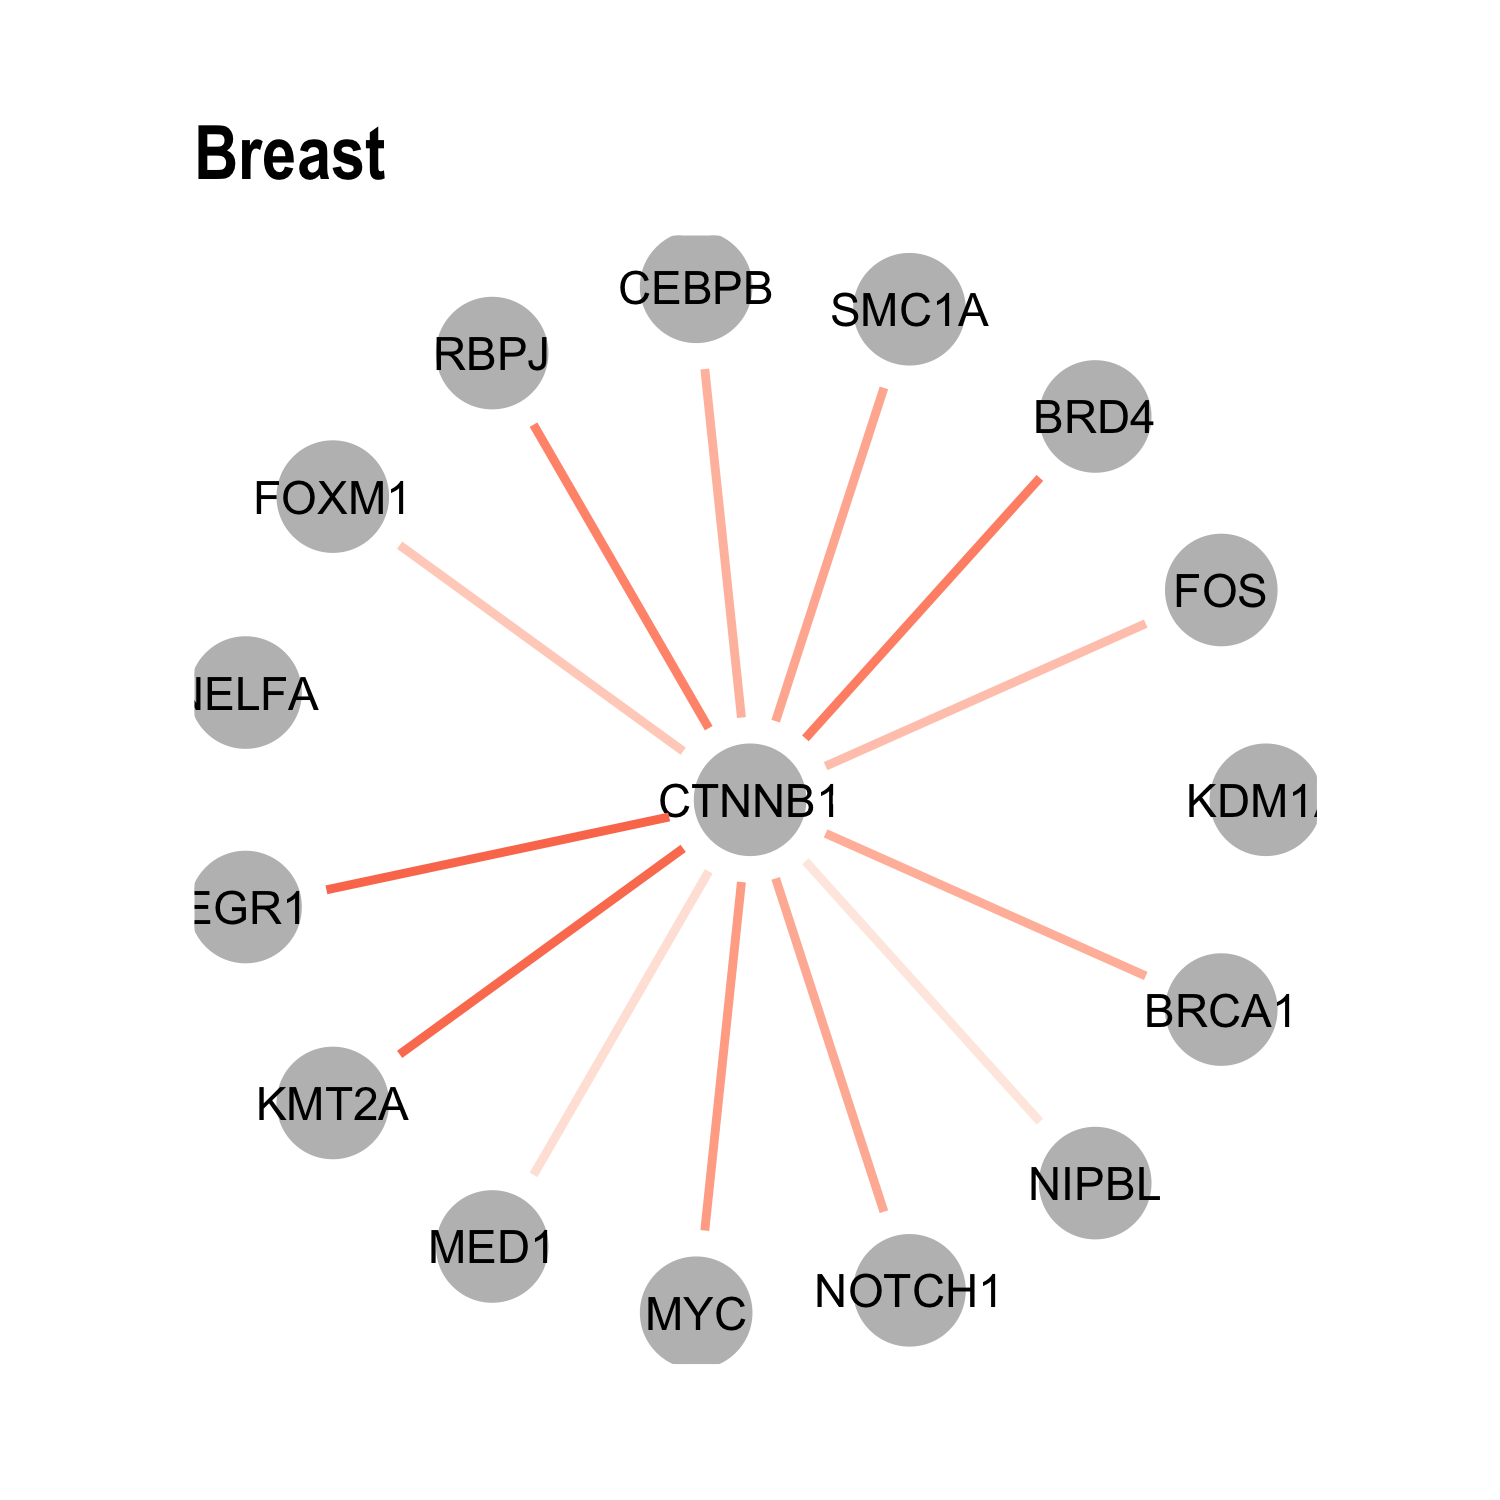 Breast
CEBPB
SMC1A
RBPJ
BRD4
FOXM1
FOS
NELFA
CTNNB1
KDM1A
EGR1
BRCA1
KMT2A
NIPBL
MED1
NOTCH1
MYC